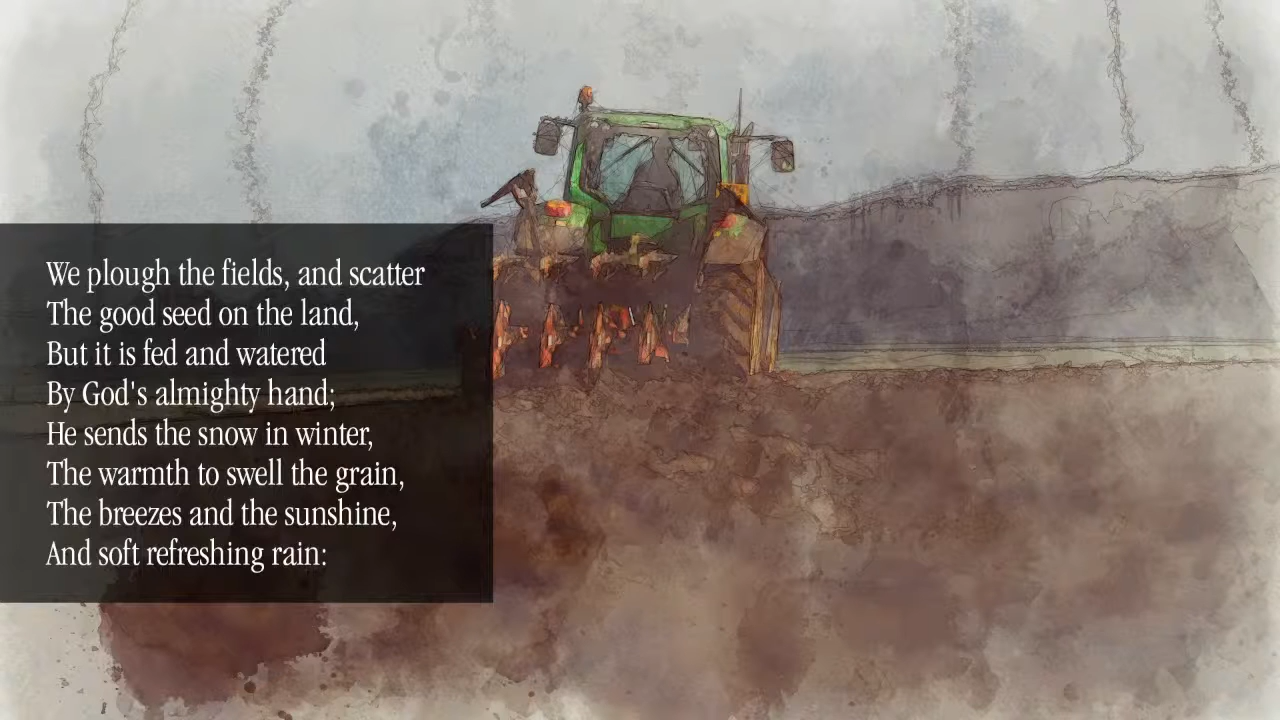 We plough the fields, and scatter
The good seed on the land,
But it is fed and watered
By God's almighty hand;
He sends the snow in winter,
The warmth to swell the grain,
The breezes and the sunshine,
And soft refreshing rain: